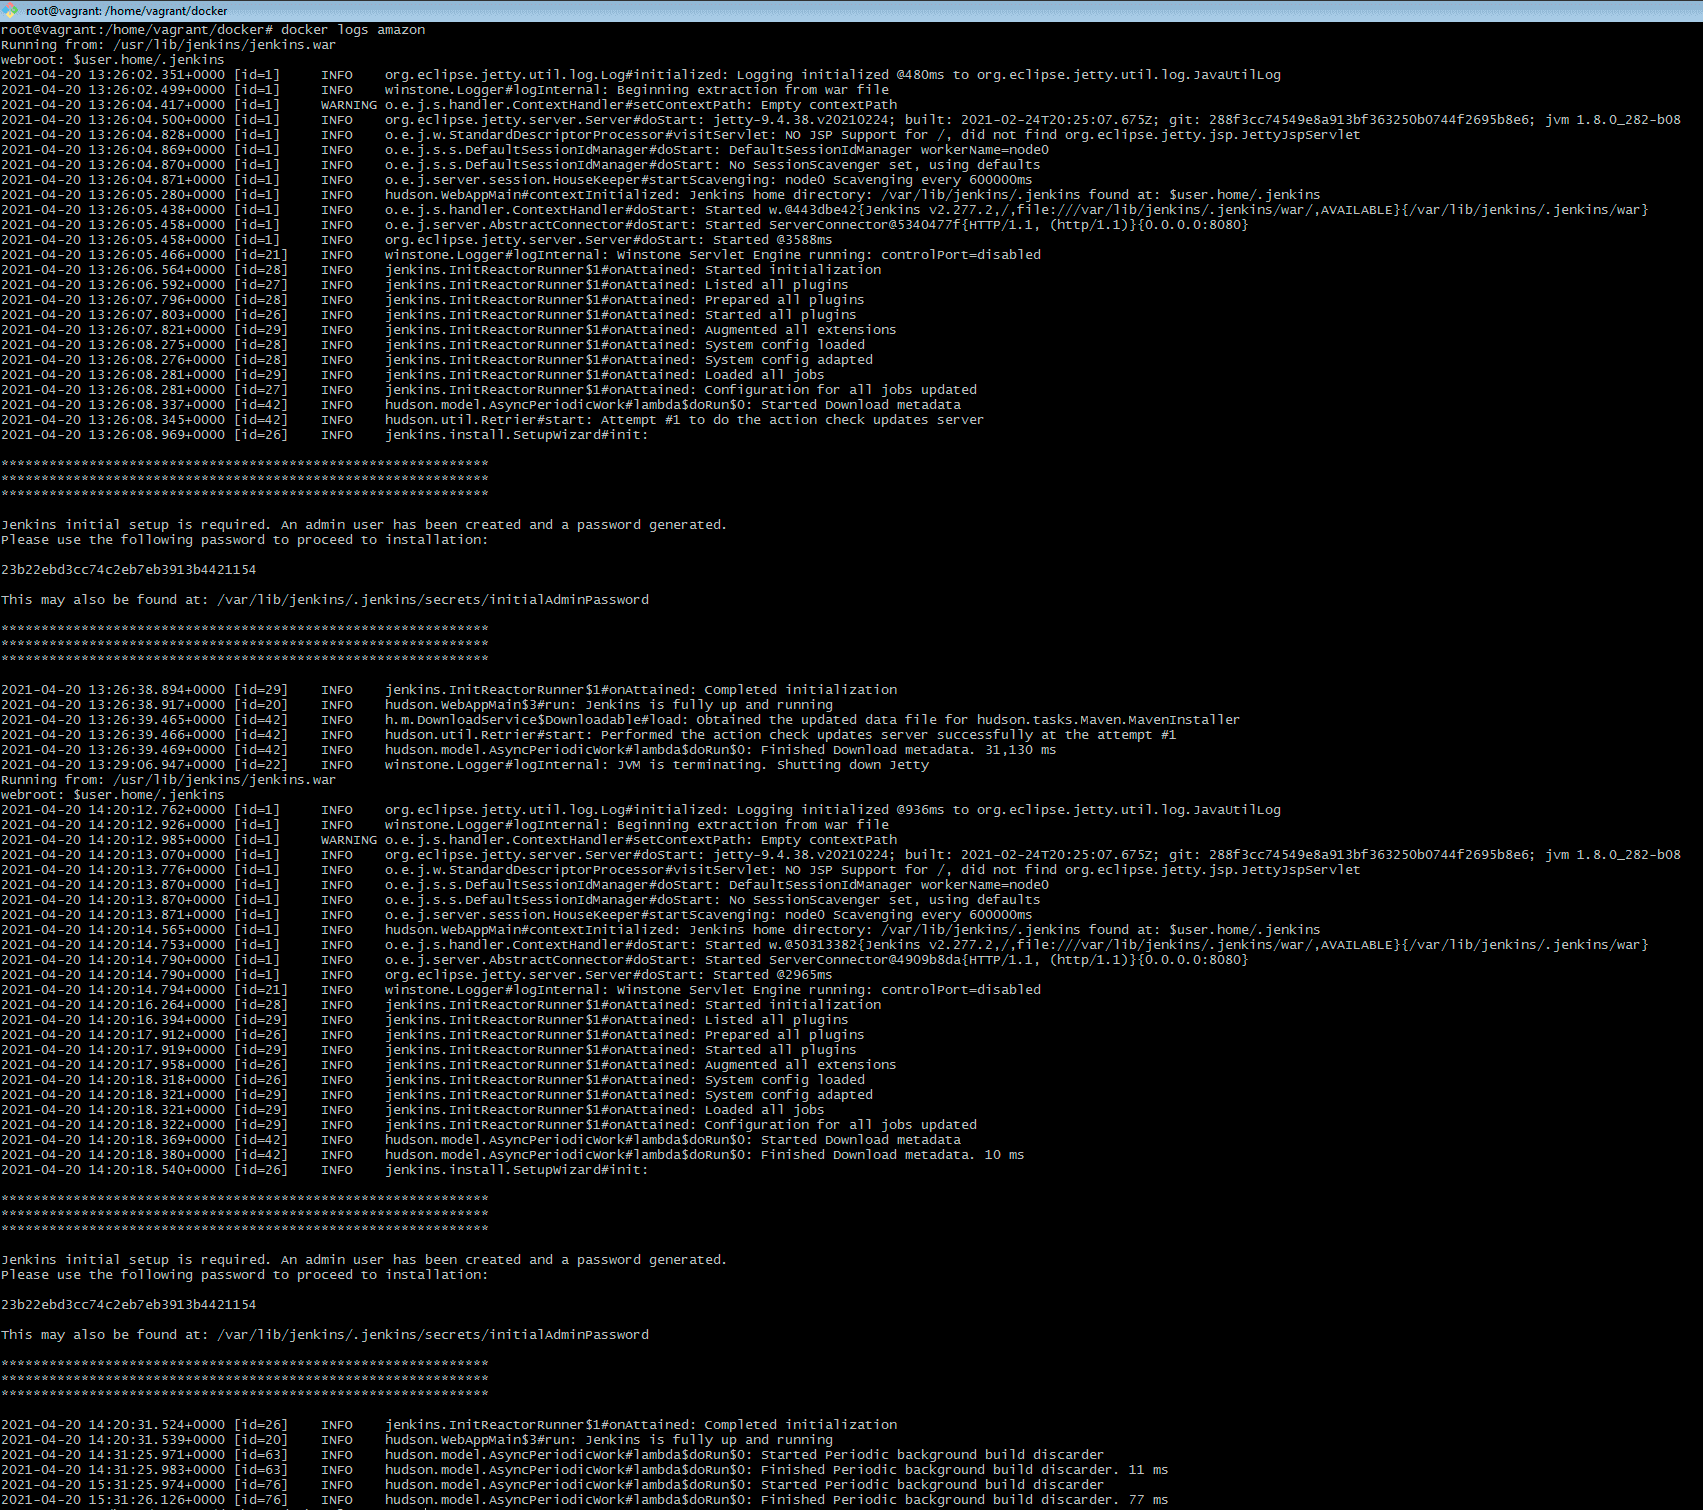 root@vagrant: /home/vagrant/docker
root@vagrant:/home/vagrant/docker# docker logs amazon
Running from: /usr/lib/jenkins/jenkins.war
webroot: $user.home/.jenkins
2021-04-20 13:26:02.351+0000 [id=1]     INFO    org.eclipse.jetty.util.log.Log#initialized: Logging initialized @480ms to org.eclipse.jetty.util.log.JavaUtilLog
2021-04-20 13:26:02.499+0000 [id=1]     INFO    winstone.Logger#logInternal: Beginning extraction from war file
2021-04-20 13:26:04.417+0000 [id=1]     WARNING o.e.j.s.handler.ContextHandler#setContextPath: Empty contextPath
2021-04-20 13:26:04.500+0000 [id=1]     INFO    org.eclipse.jetty.server.Server#doStart: jetty-9.4.38.v20210224; built: 2021-02-24T20:25:07.675Z; git: 288f3cc74549e8a913bf363250b0744f2695b8e6; jvm 1.8.0_282-b08
2021-04-20 13:26:04.828+0000 [id=1]     INFO    o.e.j.w.StandardDescriptorProcessor#visitServlet: NO JSP Support for /, did not find org.eclipse.jetty.jsp.JettyJspServlet
2021-04-20 13:26:04.869+0000 [id=1]     INFO    o.e.j.s.s.DefaultSessionIdManager#doStart: DefaultSessionIdManager workerName=node0
2021-04-20 13:26:04.870+0000 [id=1]     INFO    o.e.j.s.s.DefaultSessionIdManager#doStart: No SessionScavenger set, using defaults
2021-04-20 13:26:04.871+0000 [id=1]     INFO    o.e.j.server.session.HouseKeeper#startScavenging: node0 Scavenging every 600000ms
2021-04-20 13:26:05.280+0000 [id=1]     INFO    hudson.WebAppMain#contextInitialized: Jenkins home directory: /var/lib/jenkins/.jenkins found at: $user.home/.jenkins
2021-04-20 13:26:05.438+0000 [id=1]     INFO    o.e.j.s.handler.ContextHandler#doStart: Started w.@443dbe42{Jenkins v2.277.2,/,file:///var/lib/jenkins/.jenkins/war/,AVAILABLE}{/var/lib/jenkins/.jenkins/war}
2021-04-20 13:26:05.458+0000 [id=1]     INFO    o.e.j.server.AbstractConnector#doStart: Started ServerConnector@5340477f{HTTP/1.1, (http/1.1)}{0.0.0.0:8080}
2021-04-20 13:26:05.458+0000 [id=1]     INFO    org.eclipse.jetty.server.Server#doStart: Started @3588ms
2021-04-20 13:26:05.466+0000 [id=21]    INFO    winstone.Logger#logInternal: Winstone Servlet Engine running: controlPort=disabled
2021-04-20 13:26:06.564+0000 [id=28]    INFO    jenkins.InitReactorRunner$1#onAttained: Started initialization
2021-04-20 13:26:06.592+0000 [id=27]    INFO    jenkins.InitReactorRunner$1#onAttained: Listed all plugins
2021-04-20 13:26:07.796+0000 [id=28]    INFO    jenkins.InitReactorRunner$1#onAttained: Prepared all plugins
2021-04-20 13:26:07.803+0000 [id=26]    INFO    jenkins.InitReactorRunner$1#onAttained: Started all plugins
2021-04-20 13:26:07.821+0000 [id=29]    INFO    jenkins.InitReactorRunner$1#onAttained: Augmented all extensions
2021-04-20 13:26:08.275+0000 [id=28]    INFO    jenkins.InitReactorRunner$1#onAttained: System config loaded
2021-04-20 13:26:08.276+0000 [id=28]    INFO    jenkins.InitReactorRunner$1#onAttained: System config adapted
2021-04-20 13:26:08.281+0000 [id=29]    INFO    jenkins.InitReactorRunner$1#onAttained: Loaded all jobs
2021-04-20 13:26:08.281+0000 [id=27]    INFO    jenkins.InitReactorRunner$1#onAttained: Configuration for all jobs updated
2021-04-20 13:26:08.337+0000 [id=42]    INFO    hudson.model.AsyncPeriodicWork#lambda$doRun$0: Started Download metadata
2021-04-20 13:26:08.345+0000 [id=42]    INFO    hudson.util.Retrier#start: Attempt #1 to do the action check updates server
2021-04-20 13:26:08.969+0000 [id=26]    INFO    jenkins.install.SetupWizard#init:
*************************************************************
*************************************************************
*************************************************************
Jenkins initial setup is required. An admin user has been created and a password generated.
Please use the following password to proceed to installation:
23b22ebd3cc74c2eb7eb3913b4421154
This may also be found at: /var/lib/jenkins/.jenkins/secrets/initialAdminPassword
*************************************************************
*************************************************************
*************************************************************
2021-04-20 13:26:38.894+0000 [id=29]    INFO    jenkins.InitReactorRunner$1#onAttained: Completed initialization
2021-04-20 13:26:38.917+0000 [id=20]    INFO    hudson.WebAppMain$3#run: Jenkins is fully up and running
2021-04-20 13:26:39.465+0000 [id=42]    INFO    h.m.DownloadService$Downloadable#load: Obtained the updated data file for hudson.tasks.Maven.MavenInstaller
2021-04-20 13:26:39.466+0000 [id=42]    INFO    hudson.util.Retrier#start: Performed the action check updates server successfully at the attempt #1
2021-04-20 13:26:39.469+0000 [id=42]    INFO    hudson.model.AsyncPeriodicWork#lambda$doRun$0: Finished Download metadata. 31,130 ms
2021-04-20 13:29:06.947+0000 [id=22]    INFO    winstone.Logger#logInternal: JVM is terminating. Shutting down Jetty
Running from: /usr/lib/jenkins/jenkins.war
webroot: $user.home/.jenkins
2021-04-20 14:20:12.762+0000 [id=1]     INFO    org.eclipse.jetty.util.log.Log#initialized: Logging initialized @936ms to org.eclipse.jetty.util.log.JavaUtilLog
2021-04-20 14:20:12.926+0000 [id=1]     INFO    winstone.Logger#logInternal: Beginning extraction from war file
2021-04-20 14:20:12.985+0000 [id=1]     WARNING o.e.j.s.handler.ContextHandler#setContextPath: Empty contextPath
2021-04-20 14:20:13.070+0000 [id=1]     INFO    org.eclipse.jetty.server.Server#doStart: jetty-9.4.38.v20210224; built: 2021-02-24T20:25:07.675Z; git: 288f3cc74549e8a913bf363250b0744f2695b8e6; jvm 1.8.0_282-b08
2021-04-20 14:20:13.776+0000 [id=1]     INFO    o.e.j.w.StandardDescriptorProcessor#visitServlet: NO JSP Support for /, did not find org.eclipse.jetty.jsp.JettyJspServlet
2021-04-20 14:20:13.870+0000 [id=1]     INFO    o.e.j.s.s.DefaultSessionIdManager#doStart: DefaultSessionIdManager workerName=node0
2021-04-20 14:20:13.870+0000 [id=1]     INFO    o.e.j.s.s.DefaultSessionIdManager#doStart: No SessionScavenger set, using defaults
2021-04-20 14:20:13.871+0000 [id=1]     INFO    o.e.j.server.session.HouseKeeper#startScavenging: node0 Scavenging every 600000ms
2021-04-20 14:20:14.565+0000 [id=1]     INFO    hudson.WebAppMain#contextInitialized: Jenkins home directory: /var/lib/jenkins/.jenkins found at: $user.home/.jenkins
2021-04-20 14:20:14.753+0000 [id=1]     INFO    o.e.j.s.handler.ContextHandler#doStart: Started w.@50313382{Jenkins v2.277.2,/,file:///var/lib/jenkins/.jenkins/war/,AVAILABLE}{/var/lib/jenkins/.jenkins/war}
2021-04-20 14:20:14.790+0000 [id=1]     INFO    o.e.j.server.AbstractConnector#doStart: Started ServerConnector@4909b8da{HTTP/1.1, (http/1.1)}{0.0.0.0:8080}
2021-04-20 14:20:14.790+0000 [id=1]     INFO    org.eclipse.jetty.server.Server#doStart: Started @2965ms
2021-04-20 14:20:14.794+0000 [id=21]    INFO    winstone.Logger#logInternal: Winstone Servlet Engine running: controlPort=disabled
2021-04-20 14:20:16.264+0000 [id=28]    INFO    jenkins.InitReactorRunner$1#onAttained: Started initialization
2021-04-20 14:20:16.394+0000 [id=29]    INFO    jenkins.InitReactorRunner$1#onAttained: Listed all plugins
2021-04-20 14:20:17.912+0000 [id=26]    INFO    jenkins.InitReactorRunner$1#onAttained: Prepared all plugins
2021-04-20 14:20:17.919+0000 [id=29]    INFO    jenkins.InitReactorRunner$1#onAttained: Started all plugins
2021-04-20 14:20:17.958+0000 [id=26]    INFO    jenkins.InitReactorRunner$1#onAttained: Augmented all extensions
2021-04-20 14:20:18.318+0000 [id=26]    INFO    jenkins.InitReactorRunner$1#onAttained: System config loaded
2021-04-20 14:20:18.321+0000 [id=29]    INFO    jenkins.InitReactorRunner$1#onAttained: System config adapted
2021-04-20 14:20:18.321+0000 [id=29]    INFO    jenkins.InitReactorRunner$1#onAttained: Loaded all jobs
2021-04-20 14:20:18.322+0000 [id=29]    INFO    jenkins.InitReactorRunner$1#onAttained: Configuration for all jobs updated
2021-04-20 14:20:18.369+0000 [id=42]    INFO    hudson.model.AsyncPeriodicWork#lambda$doRun$0: Started Download metadata
2021-04-20 14:20:18.380+0000 [id=42]    INFO    hudson.model.AsyncPeriodicWork#lambda$doRun$0: Finished Download metadata. 10 ms
2021-04-20 14:20:18.540+0000 [id=26]    INFO    jenkins.install.SetupWizard#init:
*************************************************************
*************************************************************
*************************************************************
Jenkins initial setup is required. An admin user has been created and a password generated.
Please use the following password to proceed to installation:
23b22ebd3cc74c2eb7eb3913b4421154
This may also be found at: /var/lib/jenkins/.jenkins/secrets/initialAdminPassword
*************************************************************
*************************************************************
*************************************************************
2021-04-20 14:20:31.524+0000 [id=26]    INFO    jenkins.InitReactorRunner$1#onAttained: Completed initialization
2021-04-20 14:20:31.539+0000 [id=20]    INFO    hudson.WebAppMain$3#run: Jenkins is fully up and running
2021-04-20 14:31:25.971+0000 [id=63]    INFO    hudson.model.AsyncPeriodicWork#lambda$doRun$0: Started Periodic background build discarder
2021-04-20 14:31:25.983+0000 [id=63]    INFO    hudson.model.AsyncPeriodicWork#lambda$doRun$0: Finished Periodic background build discarder. 11 ms
2021-04-20 15:31:25.974+0000 [id=76]    INFO    hudson.model.AsyncPeriodicWork#lambda$doRun$0: Started Periodic background build discarder
2021-04-20 15:31:26.126+0000 [id=76]    INFO    hudson.model.AsyncPeriodicWork#lambda$doRun$0: Finished Periodic background build discarder. 77 ms